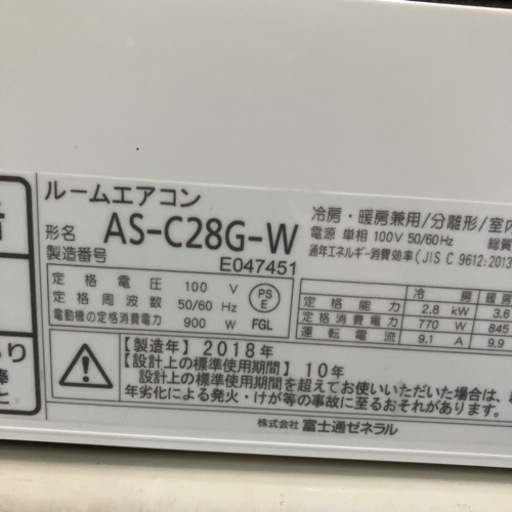 ルームエアコン
形名 AS-C28G-W
製造番号 E047451
冷房・暖房兼用/分離形/室内
電源 単相 100V 50/60Hz 総質
通年エネルギー消費効率(JIS C 9612:2013
定格電圧 100 V
定格周波数 50/60 Hz
電動機の定格消費電力 900 W
PS
E
FGL
冷房 暖房
定格能力 2.8 kW 3.6
定格消費電力 770 W 845
運転電流 9.1 A 9.9
【製造年】2018年
【設計上の標準使用期間】10年
設計上の標準使用期間を超えてお使いいただいた場合は、
年劣化による発火・けが等の事故に至るおそれがあります。
株式会社 富士通ゼネラル